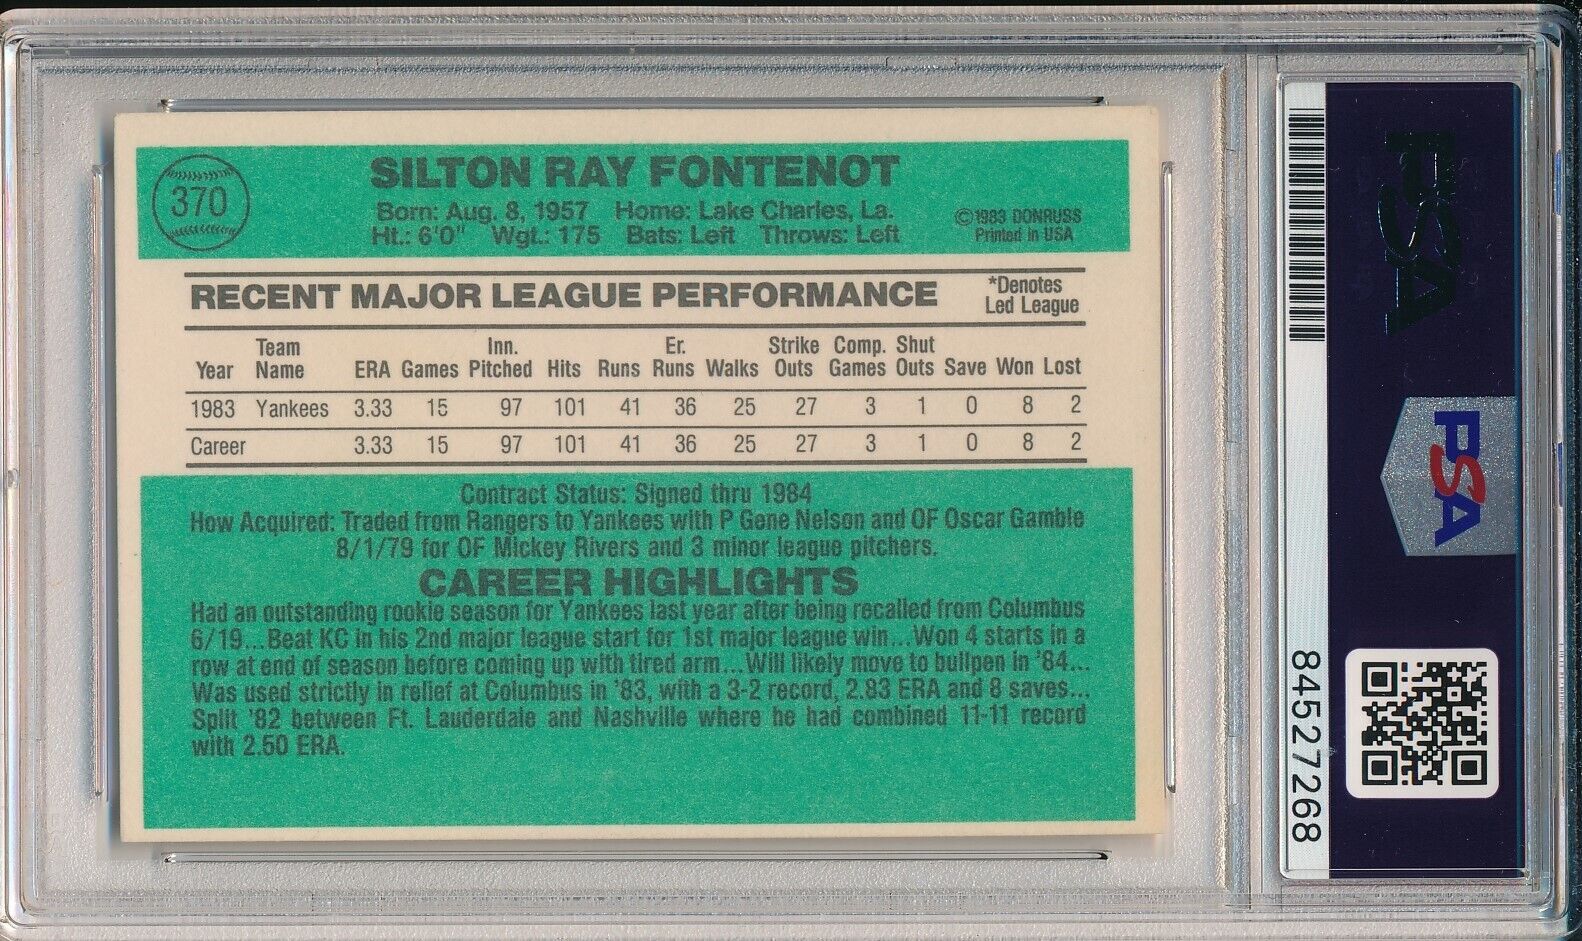 370
SILTON RAY FONTENOT
Born: Aug. 8, 1957 Home: Lake Charles, La.
Ht.: 6'0" Wgt.: 175 Bats: Left Throws: Left
©1983 DONRUSS
Printed in USA
RECENT MAJOR LEAGUE PERFORMANCE
*Denotes
Led League
Team Inn. Er. Strike Comp. Shut
Year Name ERA Games Pitched Hits Runs Runs Walks Outs Games Outs Save Won Lost
1983 Yankees 3.33 15 97 101 41 36 25 27 3 1 0 8 2
Career 3.33 15 97 101 41 36 25 27 3 1 0 8 2
Contract Status: Signed thru 1984
How Acquired: Traded from Rangers to Yankees with P Gene Nelson and OF Oscar Gamble
8/1/79 for OF Mickey Rivers and 3 minor league pitchers.
CAREER HIGHLIGHTS
Had an outstanding rookie season for Yankees last year after being recalled from Columbus
6/19...Beat KC in his 2nd major league start for 1st major league win...Won 4 starts in a
row at end of season before coming up with tired arm...Will likely move to bullpen in '84...
Was used strictly in relief at Columbus in '83, with a 3-2 record, 2.83 ERA and 8 saves...
Split '82 between Ft. Lauderdale and Nashville where he had combined 11-11 record
with 2.50 ERA.
PSA
PSA
84527268